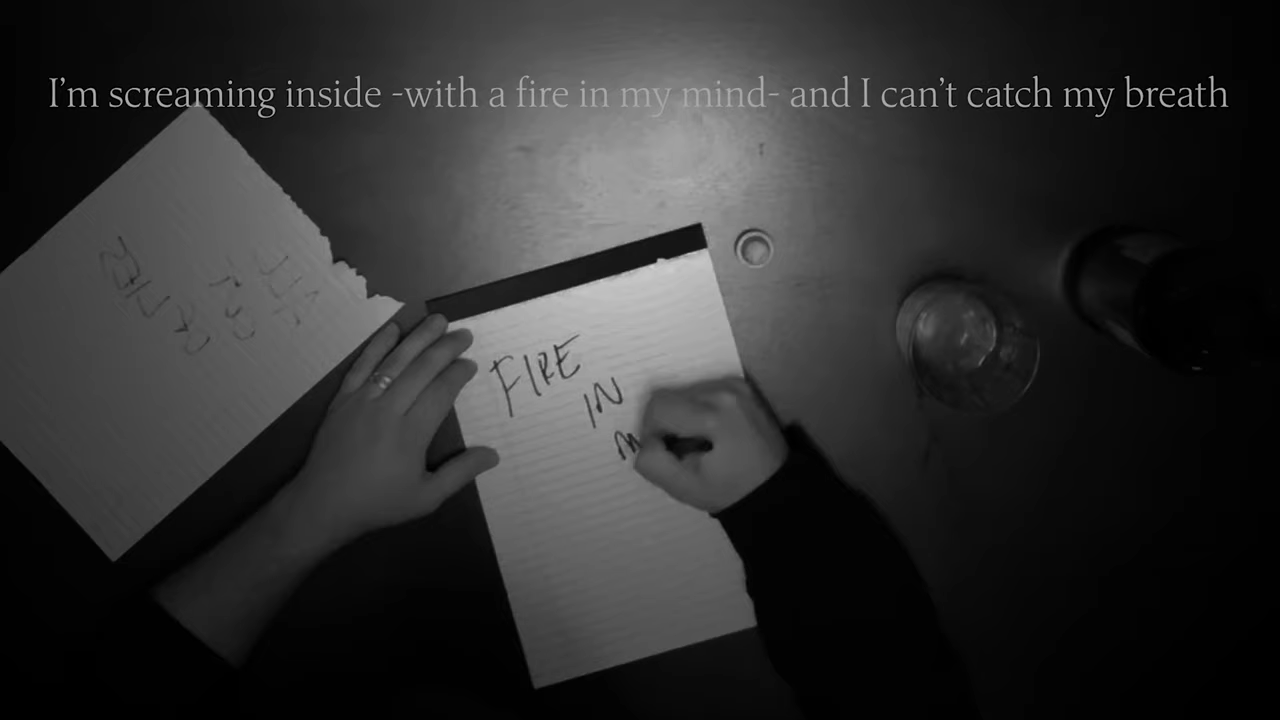 I'm screaming inside -with a fire in my mind- and I can't catch my breath
FIRE
IN
M